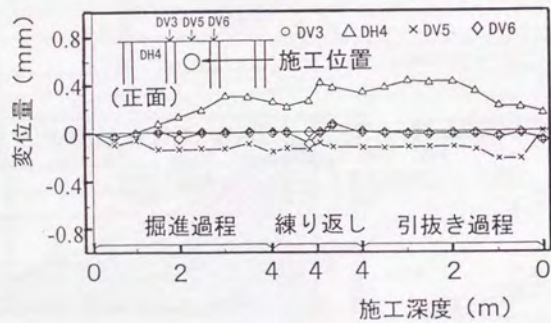 DV3 DV5 DV6
○ DV3 △ DH4 × DV5 ◇ DV6
DH4
施工位置
(正面)
変位量(mm)
0.8
0.4
0
-0.4
-0.8
掘進過程 練り返し 引抜き過程
0 2 4 4 4 2 0
施工深度(m)